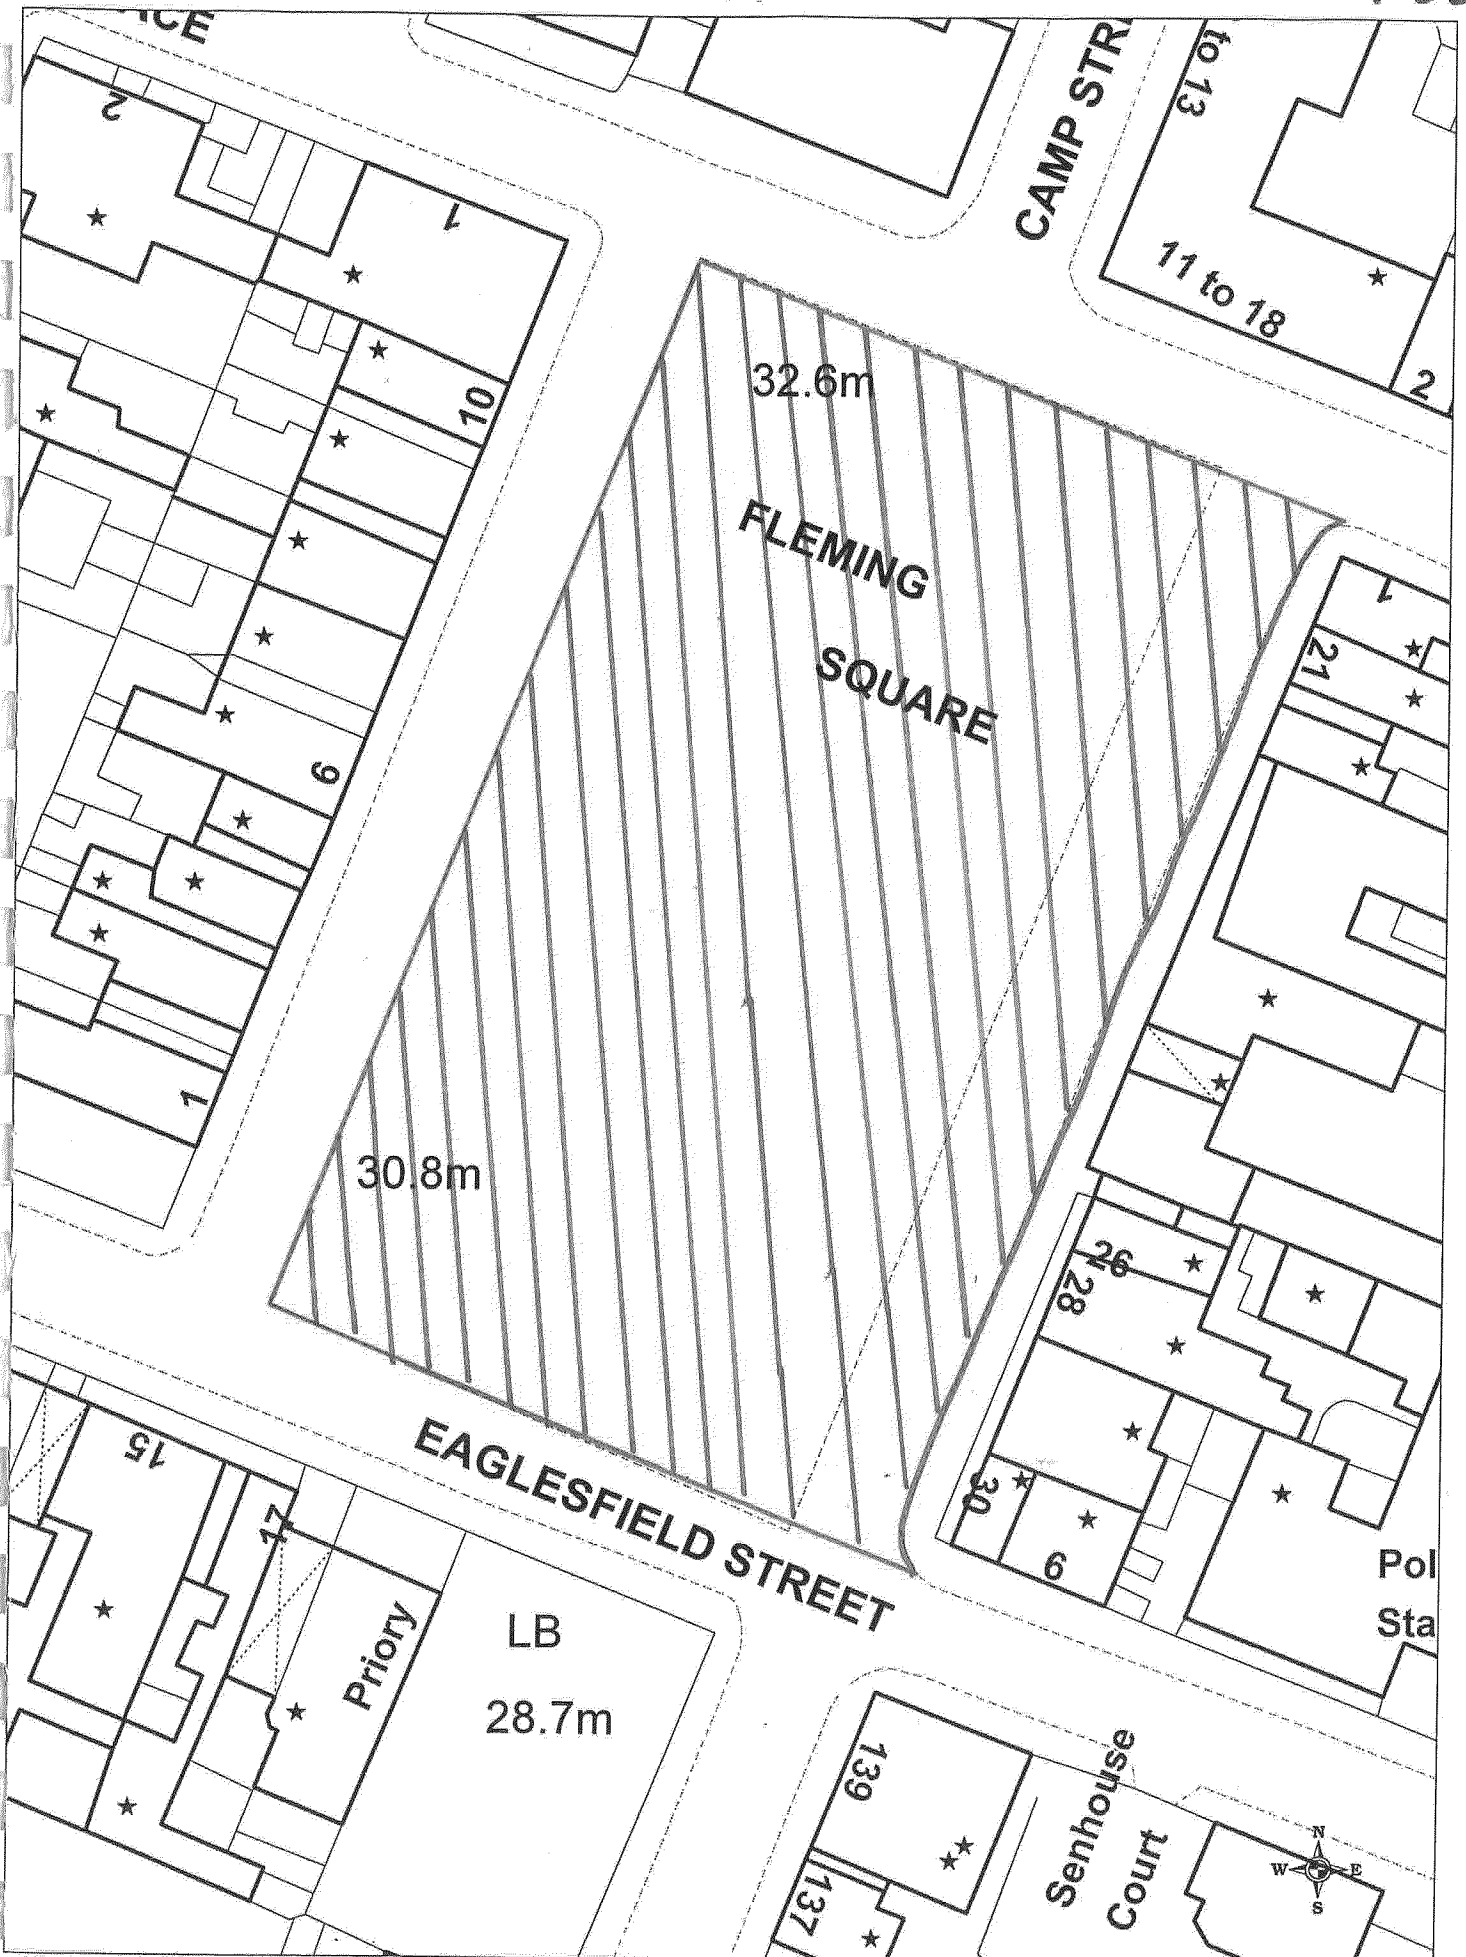 ACE
CAMP STR
to 13
2
1
11 to 18
2
32.6m
10
FLEMING
SQUARE
1
21
9
1
30.8m
26
28
EAGLESFIELD STREET
30
6
15
17
Priory
LB
28.7m
Pol
Sta
139
137
Senhouse
Court
N
W
E
S